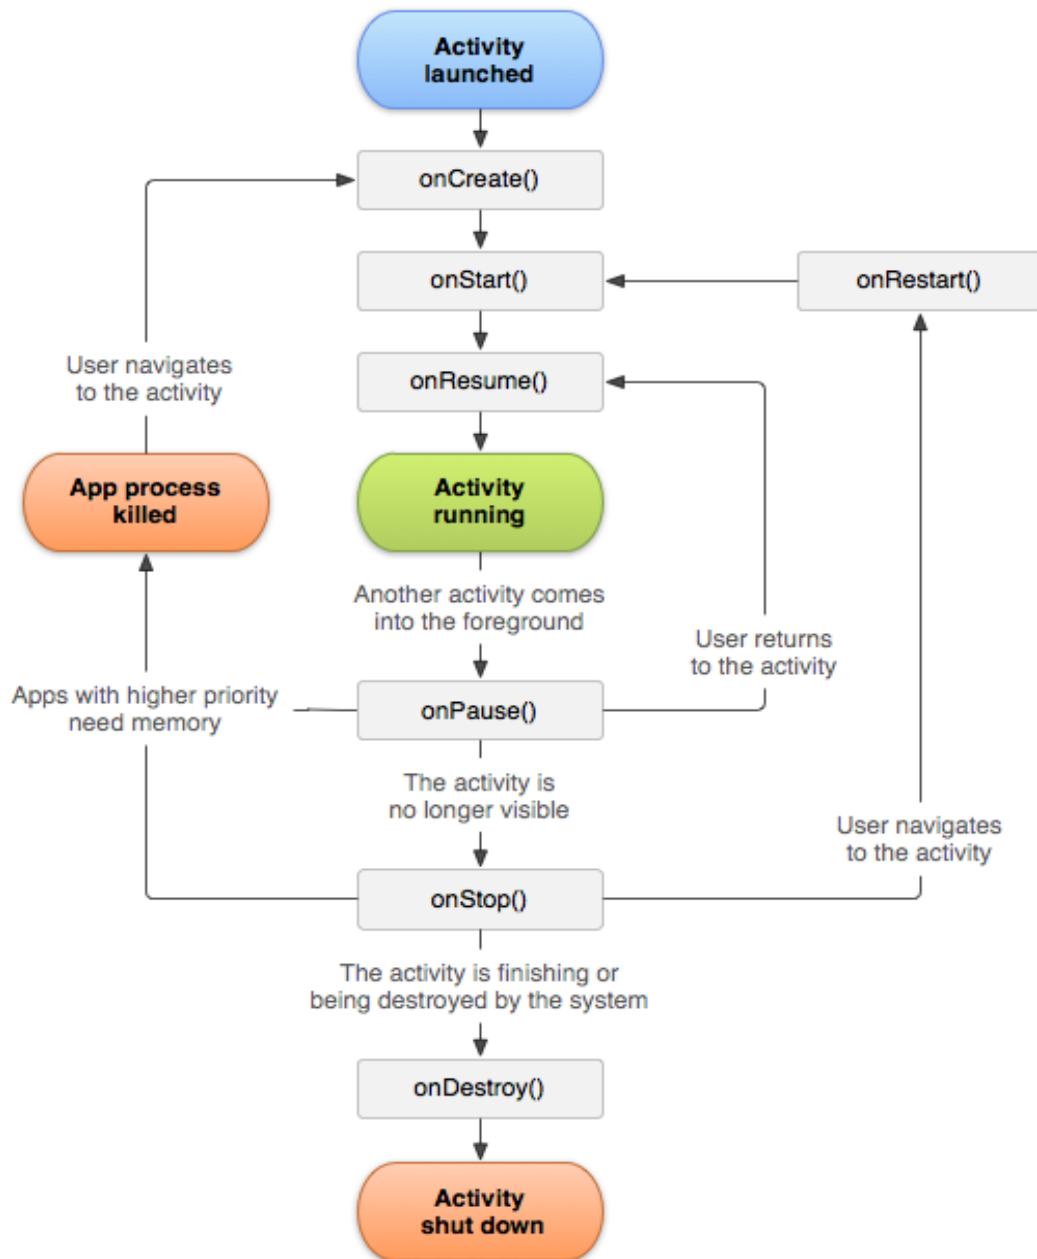 Activity
launched
onCreate()
onStart()
onRestart()
User navigates
to the activity
onResume()
App process
killed
Activity
running
Another activity comes
into the foreground
User returns
to the activity
Apps with higher priority
need memory
onPause()
The activity is
no longer visible
User navigates
to the activity
onStop()
The activity is finishing or
being destroyed by the system
onDestroy()
Activity
shut down